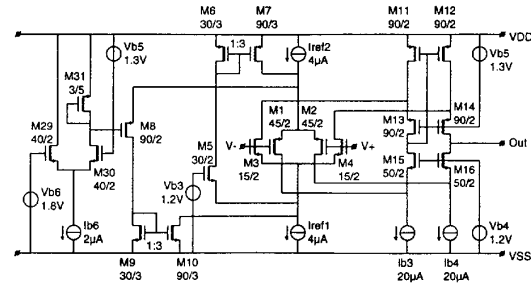 M6
30/3
M7
90/3
M11
90/2
M12
90/2
1:3
Iref2
4µA
VDD
Vb5
1.3V
Vb5
1.3V
M31
3/5
M29
40/2
M8
90/2
M30
40/2
M1
45/2
M2
45/2
M13
90/2
M14
90/2
V-
V+
Out
M5
30/2
M3
15/2
M4
15/2
M15
50/2
M16
50/2
Vb6
1.8V
Vb3
1.2V
Ib6
2µA
1:3
Iref1
4µA
Vb4
1.2V
VSS
M9
30/3
M10
90/3
Ib3
20µA
Ib4
20µA